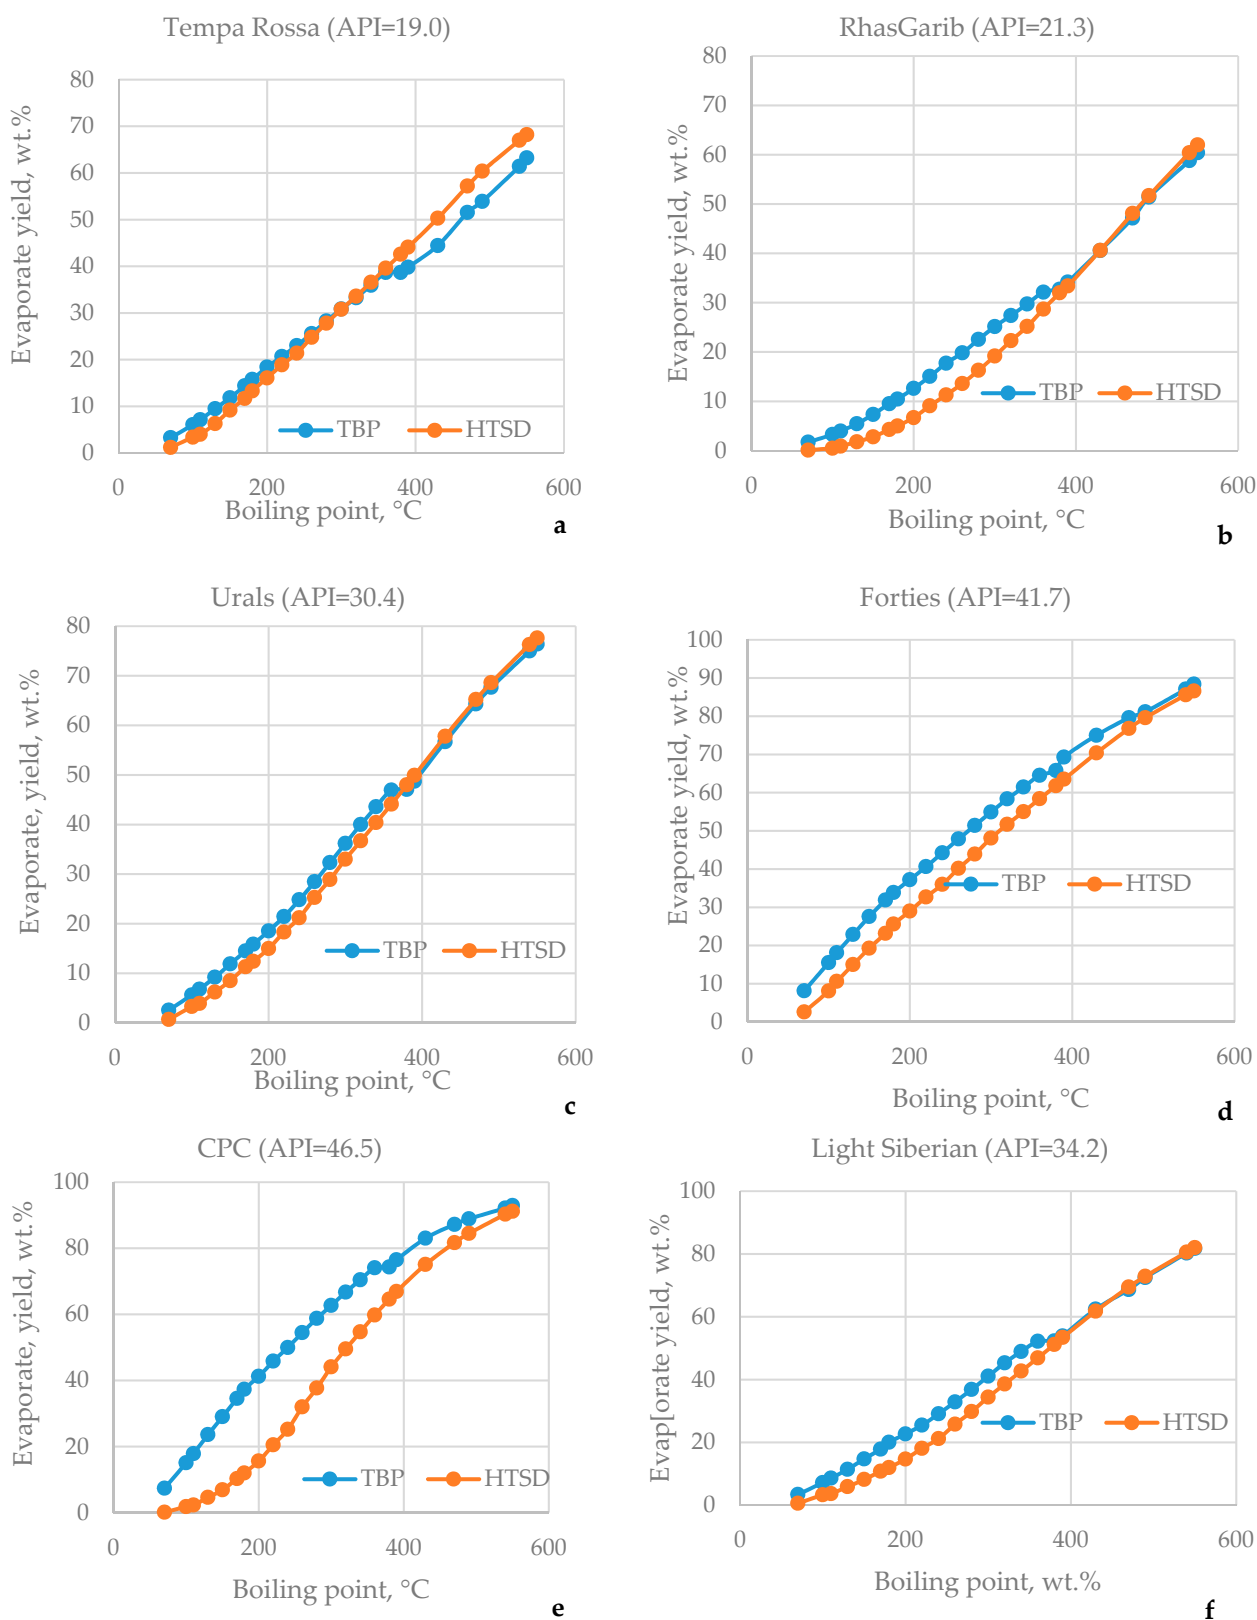 Tempa Rossa (API=19.0)
Evaporate yield, wt.%
80
70
60
50
40
30
20
10
0
0 200 400 600
TBP HTSD
Boiling point, °C
a
RhasGarib (API=21.3)
Evaporate yield, wt.%
80
70
60
50
40
30
20
10
0
0 200 400 600
TBP HTSD
Boiling point, °C
b
Urals (API=30.4)
Evaporate, yield, wt.%
80
70
60
50
40
30
20
10
0
0 200 400 600
TBP HTSD
Boiling point, °C
c
Forties (API=41.7)
Evaporate yield, wt.%
100
90
80
70
60
50
40
30
20
10
0
0 200 400 600
TBP HTSD
Boiling point, °C
d
CPC (API=46.5)
Evaporate, yield, wt.%
100
80
60
40
20
0
0 200 400 600
TBP HTSD
Boiling point, °C
e
Light Siberian (API=34.2)
Evap[orate yield, wt.%
100
80
60
40
20
0
0 200 400 600
TBP HTSD
Boiling point, wt.%
f